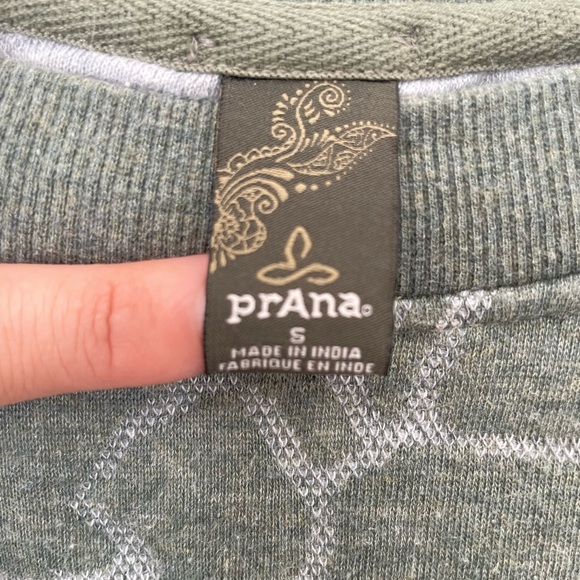 prAna
S
MADE IN INDIA
FABRIQUE EN INDE